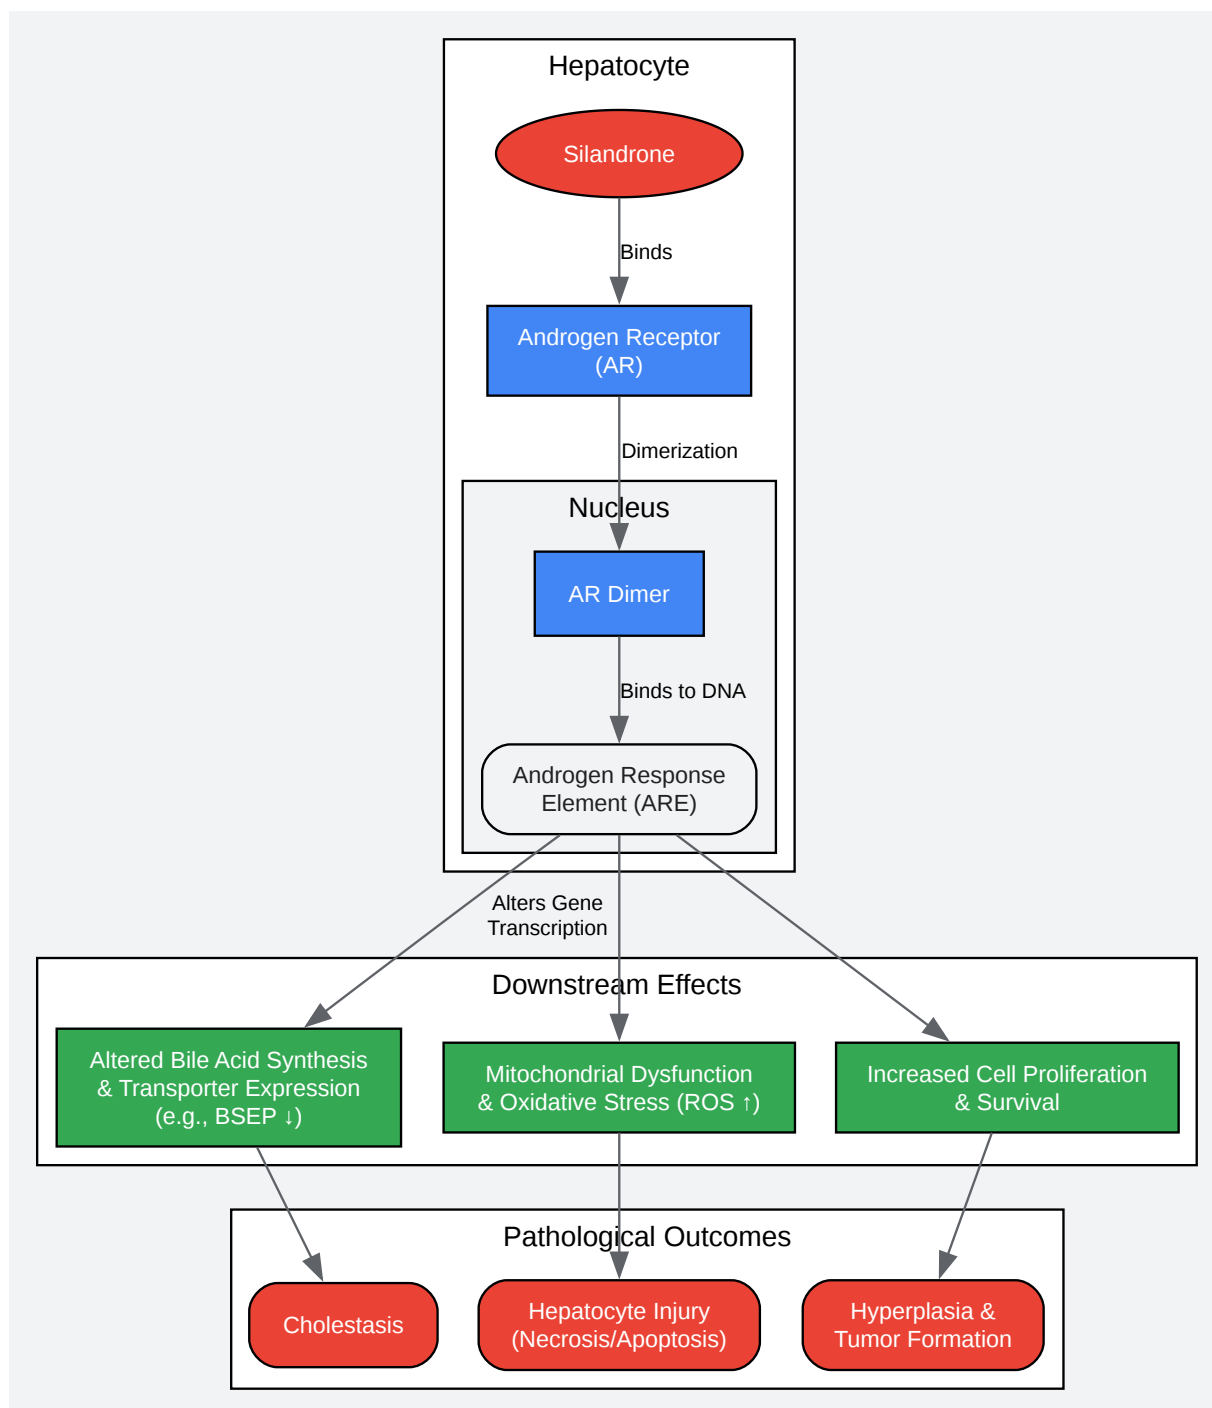 Hepatocyte
Silandrone
Binds
Androgen Receptor
(AR)
Dimerization
Nucleus
AR Dimer
Binds to DNA
Androgen Response
Element (ARE)
Alters Gene
Transcription
Downstream Effects
Altered Bile Acid Synthesis
& Transporter Expression
(e.g., BSEP ↓)
Mitochondrial Dysfunction
& Oxidative Stress (ROS ↑)
Increased Cell Proliferation
& Survival
Pathological Outcomes
Cholestasis
Hepatocyte Injury
(Necrosis/Apoptosis)
Hyperplasia &
Tumor Formation